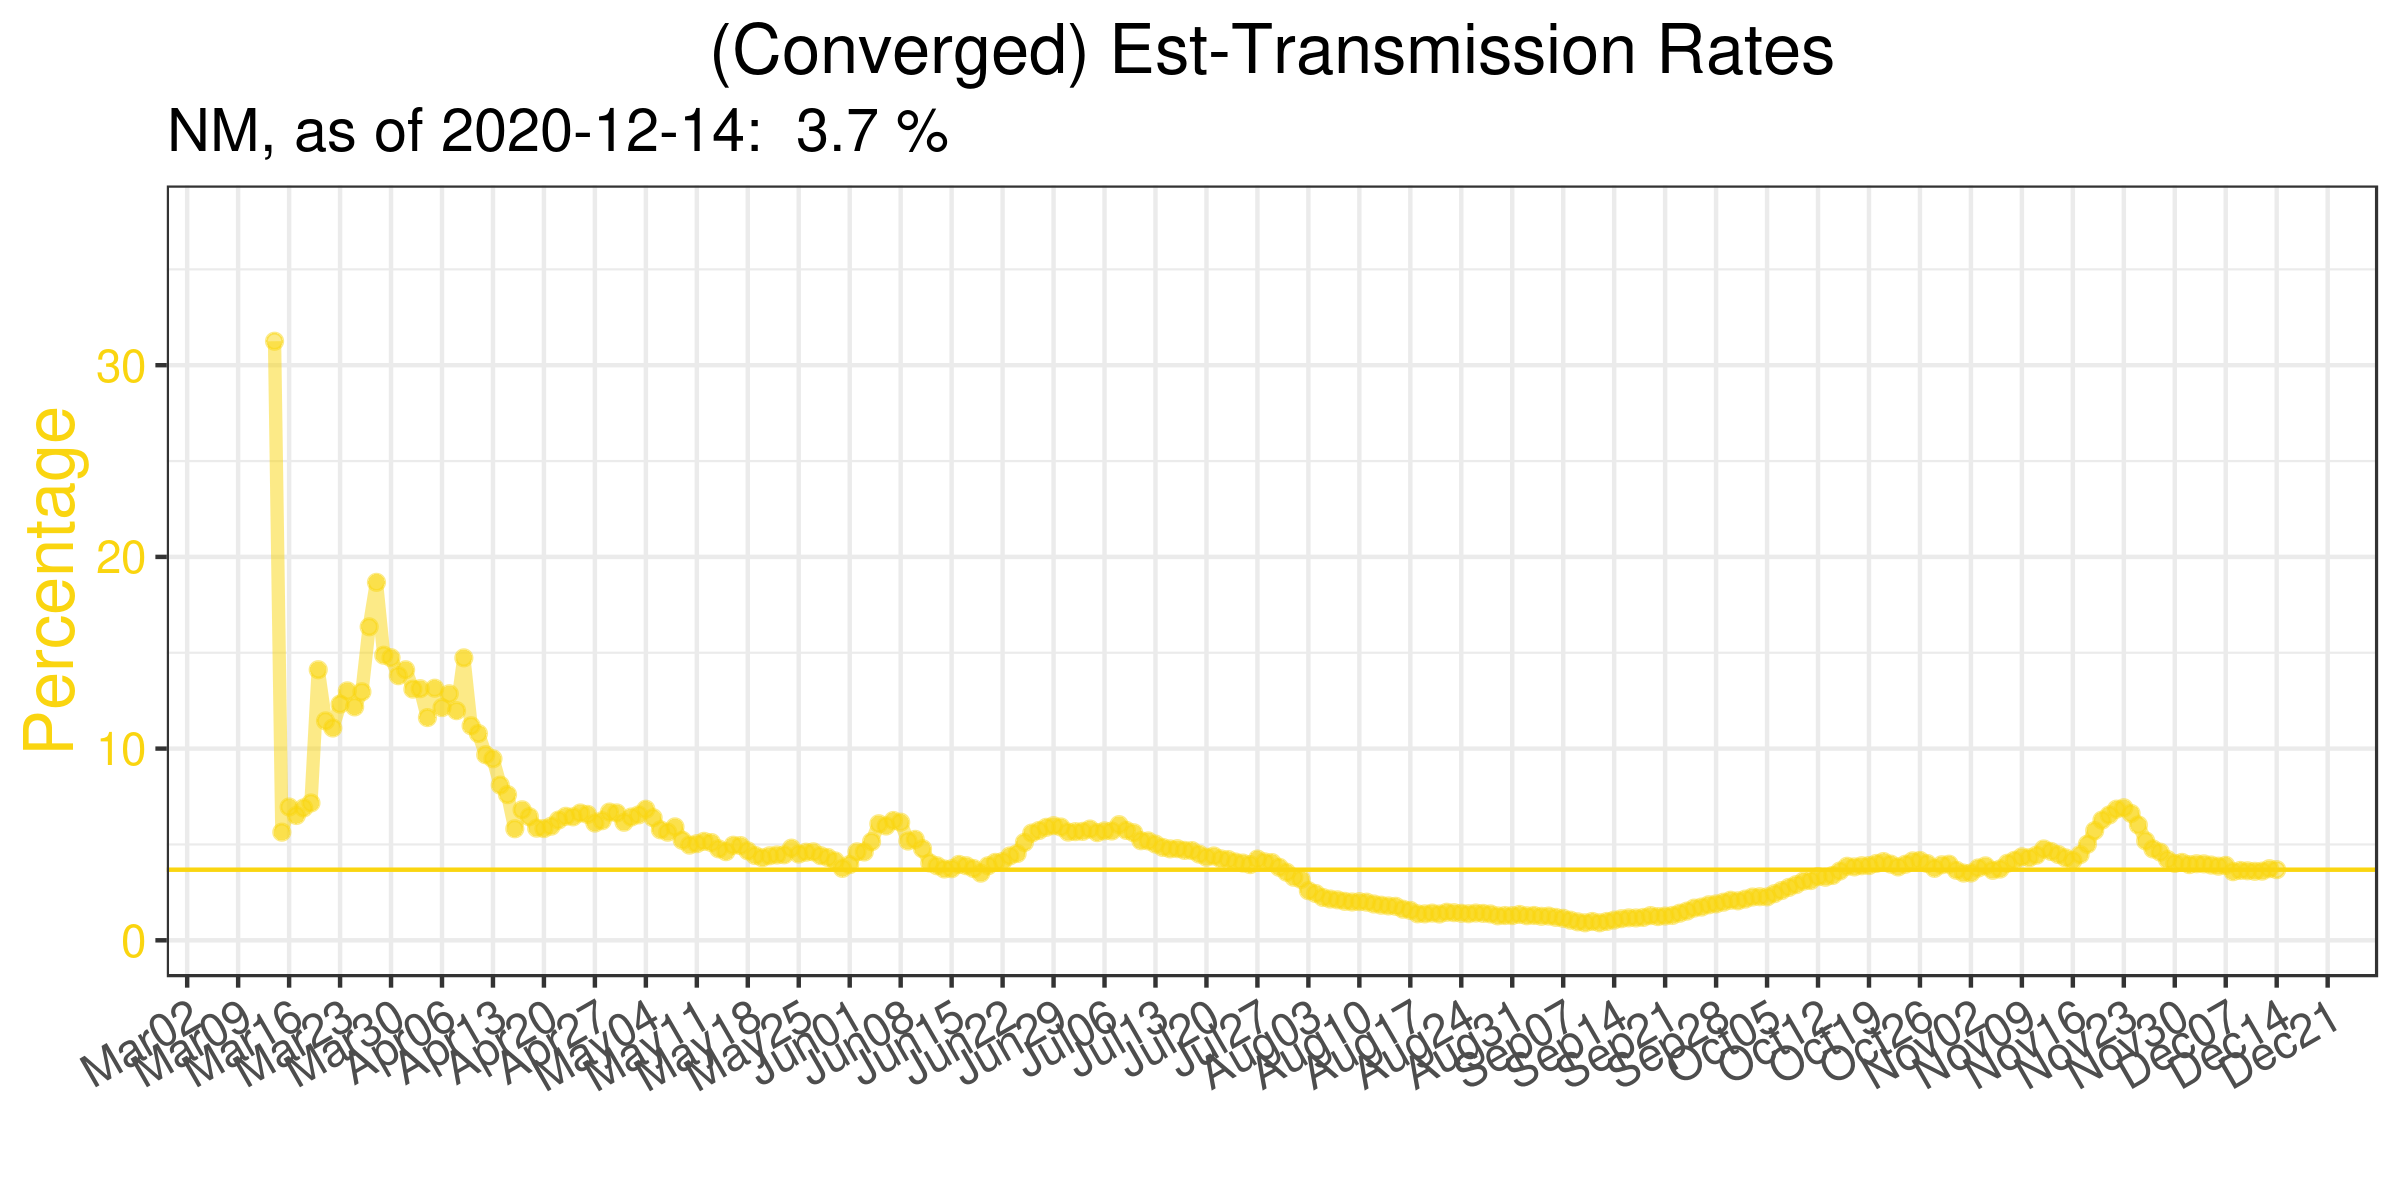 (Converged) Est-Transmission Rates
NM, as of 2020-12-14:  3.7 %
Percentage
30
20
10
0
Mar02
Mar09
Mar16
Mar23
Mar30
Apr06
Apr13
Apr20
Apr27
May04
May11
May18
May25
Jun01
Jun08
Jun15
Jun22
Jun29
Jul06
Jul13
Jul20
Jul27
Aug03
Aug10
Aug17
Aug24
Aug31
Sep07
Sep14
Sep21
Sep28
Oct05
Oct12
Oct19
Oct26
Nov02
Nov09
Nov16
Nov23
Nov30
Dec07
Dec14
Dec21